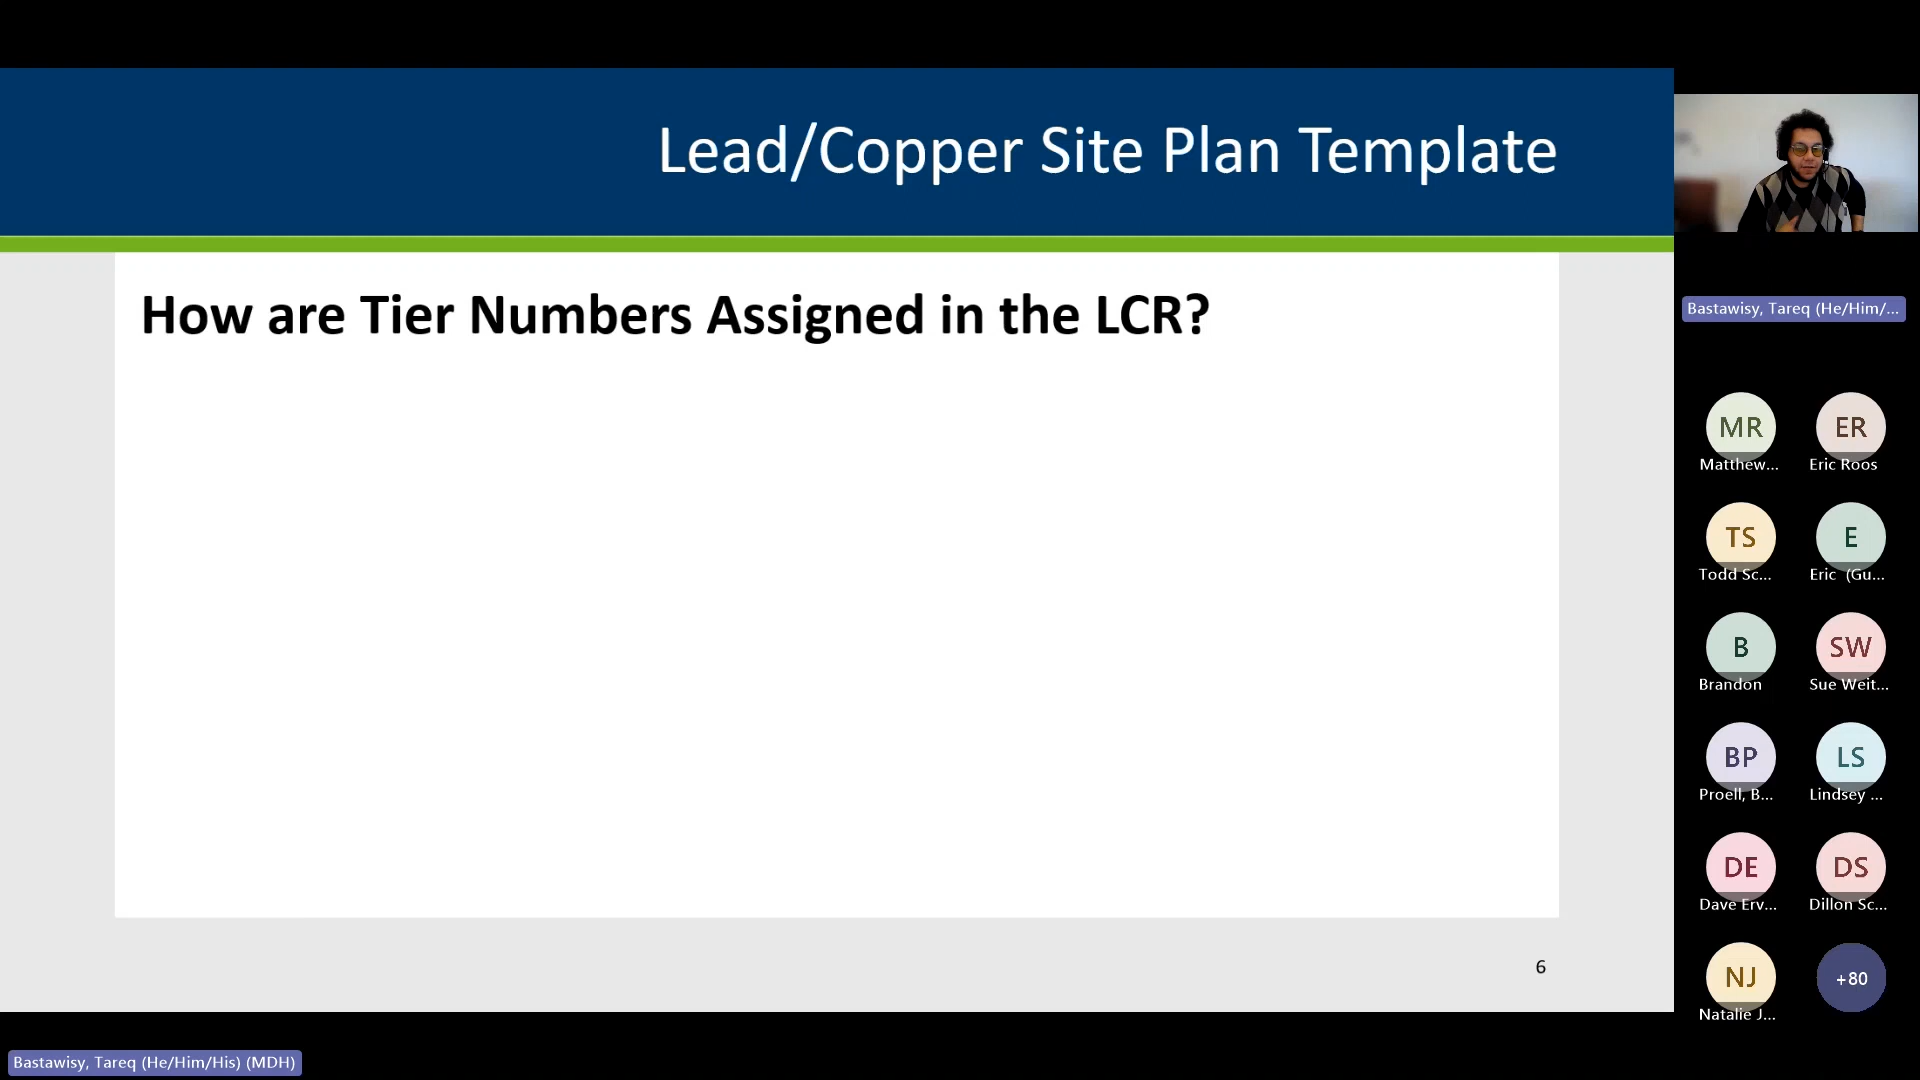 Lead/Copper Site Plan Template
How are Tier Numbers Assigned in the LCR?
6
Bastawisy, Tareq (He/Him/...
MR
Matthew...
ER
Eric Roos
TS
Todd Sc...
E
Eric (Gu...
B
Brandon
SW
Sue Weit...
BP
Proell, B...
LS
Lindsey ...
DE
Dave Erv...
DS
Dillon Sc...
NJ
Natalie J...
+80
Bastawisy, Tareq (He/Him/His) (MDH)